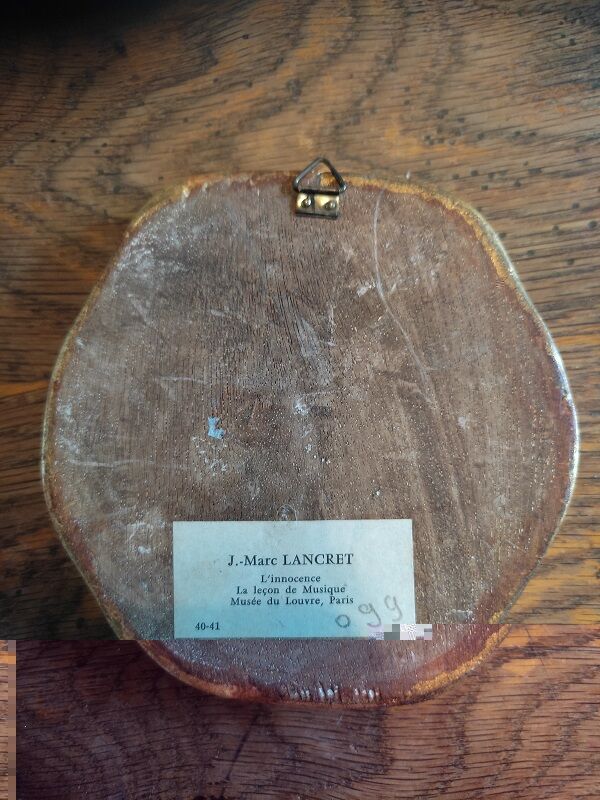 J.-Marc LANCRET
L'innocence
La leçon de Musique
Musée du Louvre, Paris
099
40-41